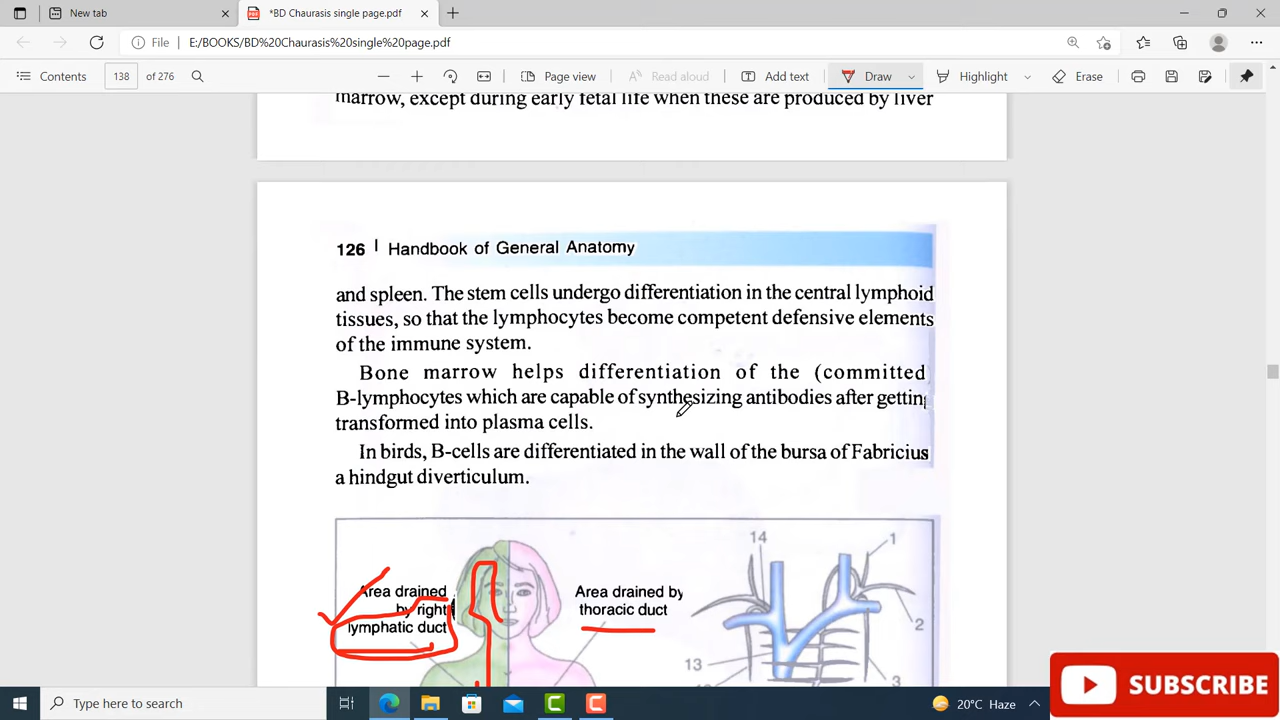 New tab
*BD Chaurasis single page.pdf
File
E:/BOOKS/BD%20Chaurasis%20single%20page.pdf
Contents
138
of 276
Page view
Read aloud
Add text
Draw
Highlight
Erase
marrow, except during early fetal life when these are produced by liver
126 | Handbook of General Anatomy
and spleen. The stem cells undergo differentiation in the central lymphoid
tissues, so that the lymphocytes become competent defensive elements
of the immune system.
Bone marrow helps differentiation of the (committed
B-lymphocytes which are capable of synthesizing antibodies after gettin
transformed into plasma cells.
In birds, B-cells are differentiated in the wall of the bursa of Fabricius
a hindgut diverticulum.
Area drained
by right
lymphatic duct
Area drained by
thoracic duct
14
1
2
13
3
SUBSCRIBE
Type here to search
20°C Haze